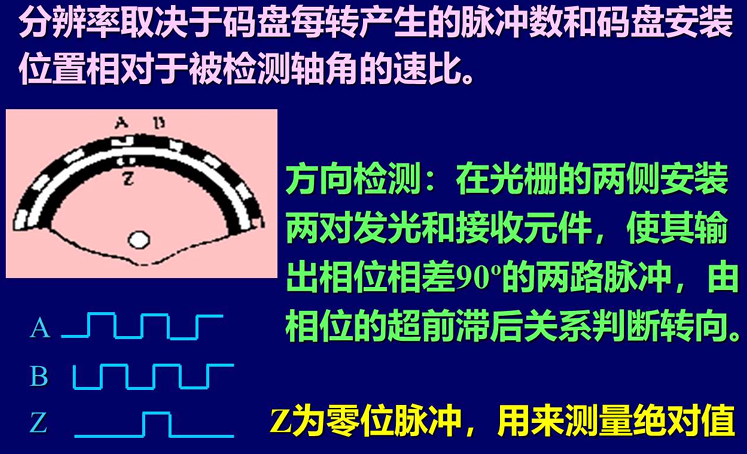 分辨率取决于码盘每转产生的脉冲数和码盘安装
位置相对于被检测轴角的速比。
A B
Z
方向检测：在光栅的两侧安装
两对发光和接收元件，使其输
出相位相差90º的两路脉冲，由
相位的超前滞后关系判断转向。
A
B
Z
Z为零位脉冲，用来测量绝对值